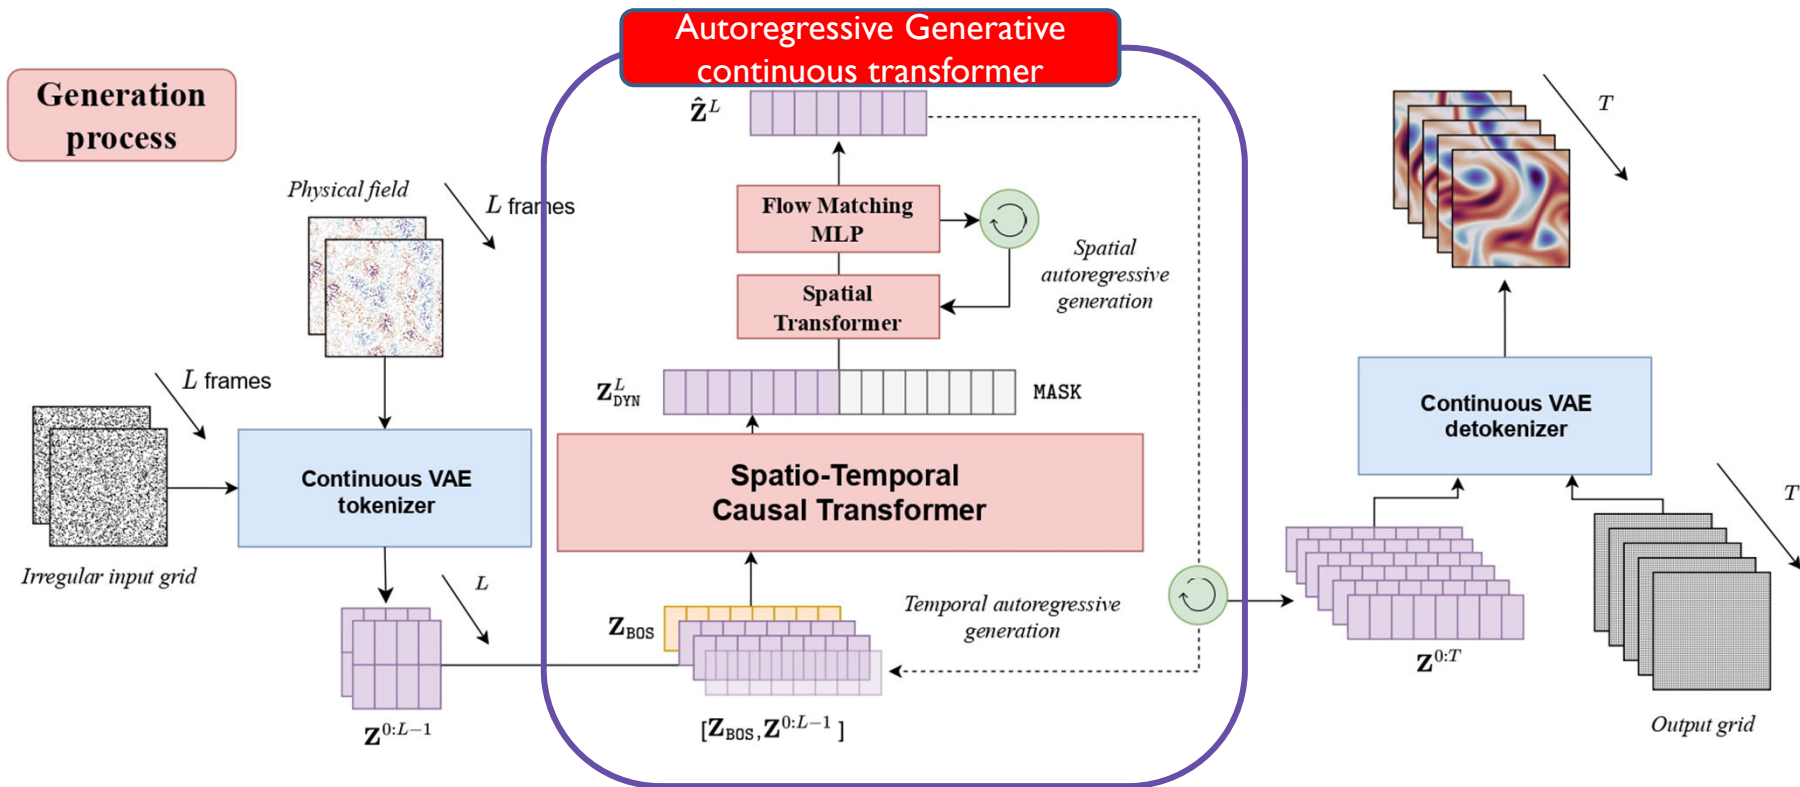 Autoregressive Generative
continuous transformer
Generation
process
Physical field
L frames
L frames
Irregular input grid
Continuous VAE
tokenizer
L
Z^{0:L−1}
Ẑ^L
Flow Matching
MLP
Spatial
Transformer
Spatial
autoregressive
generation
Z^L_DYN
MASK
Spatio-Temporal
Causal Transformer
Z_BOS
Temporal autoregressive
generation
[Z_BOS, Z^{0:L−1} ]
T
Continuous VAE
detokenizer
T
Z^{0:T}
Output grid